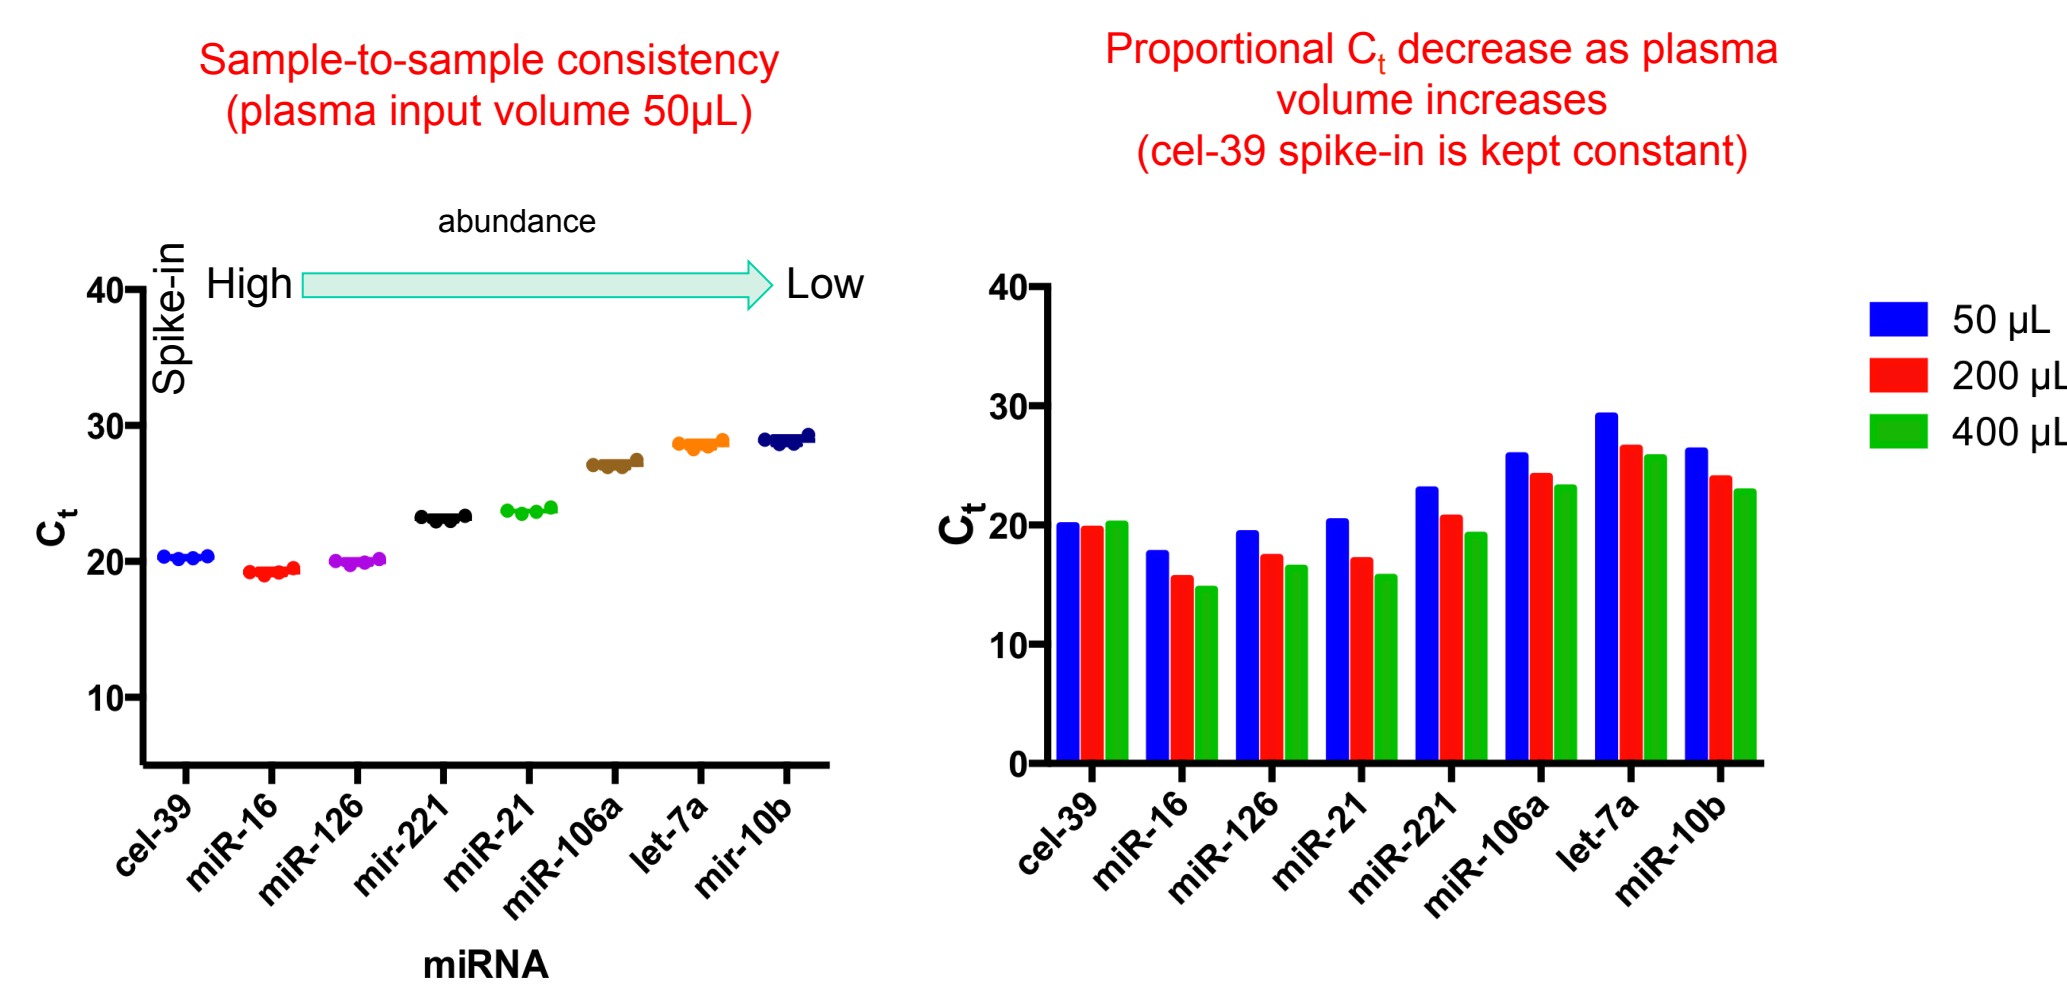 Sample-to-sample consistency
(plasma input volume 50µL)
abundance
High
Low
Spike-in
40
30
20
10
Ct
cel-39
miR-16
miR-126
mir-221
miR-21
miR-106a
let-7a
mir-10b
miRNA
Proportional Ct decrease as plasma
volume increases
(cel-39 spike-in is kept constant)
40
30
20
10
0
Ct
cel-39
miR-16
miR-126
miR-21
miR-221
miR-106a
let-7a
miR-10b
50 µL
200 µL
400 µL